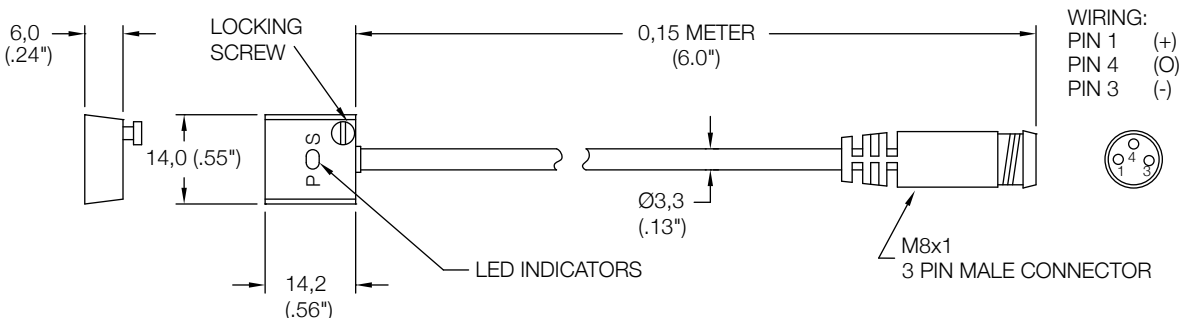 6,0
(.24")
LOCKING
SCREW
0,15 METER
(6.0")
WIRING:
PIN 1 (+)
PIN 4 (O)
PIN 3 (-)
14,0 (.55")
P S
4
1 3
Ø3,3
(.13")
M8x1
3 PIN MALE CONNECTOR
LED INDICATORS
14,2
(.56")